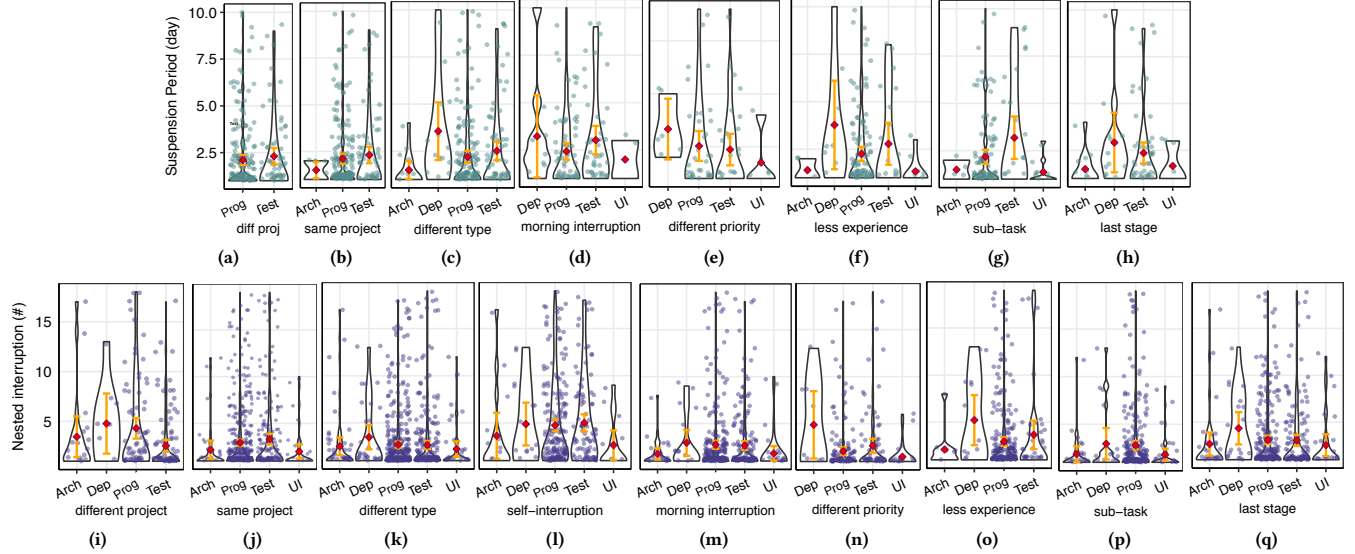 Suspension Period (day)
10.0
7.5
5.0
2.5
Prog Test
Arch Prog Test
Arch Dep Prog Test
Dep Prog Test UI
Dep Prog Test UI
Arch Dep Prog Test UI
Arch Prog Test UI
Arch Dep Test UI
diff proj
same project
different type
morning interruption
different priority
less experience
sub-task
last stage
(a)
(b)
(c)
(d)
(e)
(f)
(g)
(h)
Nested interruption (#)
15
10
5
Arch Dep Prog Test
Arch Prog Test UI
Arch Dep Prog Test UI
Arch Dep Prog Test UI
Arch Dep Prog Test UI
Dep Prog Test UI
Arch Dep Prog Test
Arch Dep Prog UI
Arch Dep Prog Test UI
different project
same project
different type
self-interruption
morning interruption
different priority
less experience
sub-task
last stage
(i)
(j)
(k)
(l)
(m)
(n)
(o)
(p)
(q)